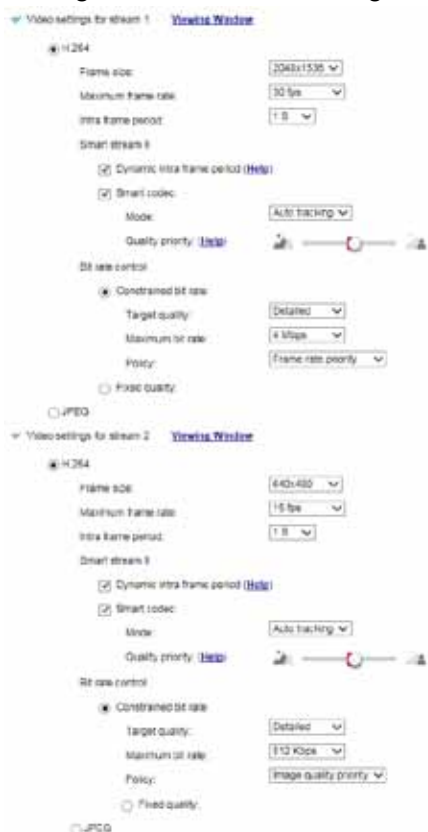 Video settings for stream 1 Viewing Window
H.264
Frame size: 2048x1536
Maximum frame rate: 30 fps
Intra frame period: 1 S
Smart stream II
Dynamic intra frame period (Help)
Smart codec:
Mode: Auto tracking
Quality priority: (Help)
Bit rate control
Constrained bit rate:
Target quality: Detailed
Maximum bit rate: 4 Mbps
Policy: Frame rate priority
Fixed quality:
JPEG
Video settings for stream 2 Viewing Window
H.264
Frame size: 640x480
Maximum frame rate: 15 fps
Intra frame period: 1 S
Smart stream II
Dynamic intra frame period (Help)
Smart codec:
Mode: Auto tracking
Quality priority: (Help)
Bit rate control
Constrained bit rate:
Target quality: Detailed
Maximum bit rate: 512 Kbps
Policy: Image quality priority
Fixed quality:
JPEG